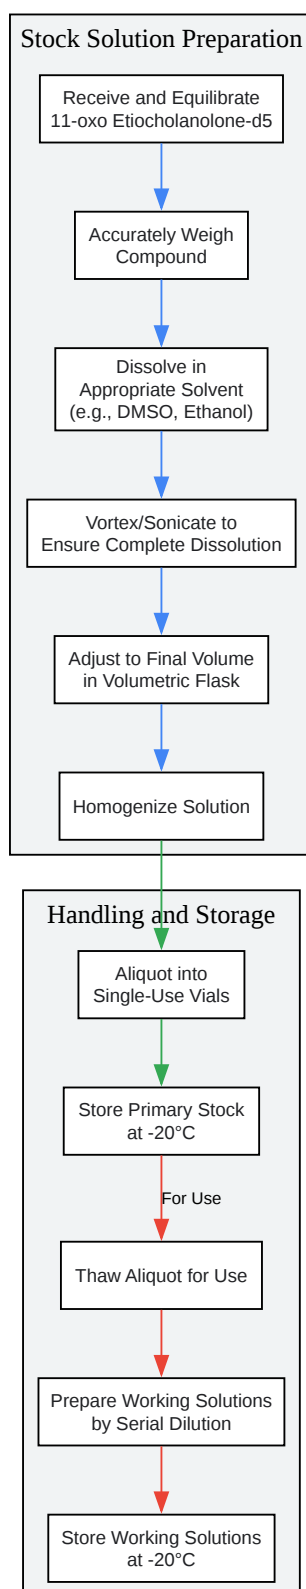 Stock Solution Preparation
Receive and Equilibrate
11-oxo Etiocholanolone-d5
Accurately Weigh
Compound
Dissolve in
Appropriate Solvent
(e.g., DMSO, Ethanol)
Vortex/Sonicate to
Ensure Complete Dissolution
Adjust to Final Volume
in Volumetric Flask
Homogenize Solution
Handling and Storage
Aliquot into
Single-Use Vials
Store Primary Stock
at -20°C
For Use
Thaw Aliquot for Use
Prepare Working Solutions
by Serial Dilution
Store Working Solutions
at -20°C